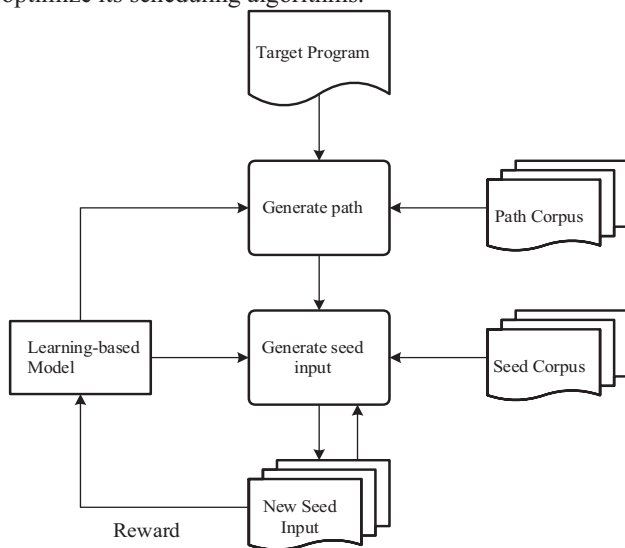 optimize its scheduling algorithms.
Target Program
Generate path
Path Corpus
Learning-based
Model
Generate seed
input
Seed Corpus
New Seed
Input
Reward